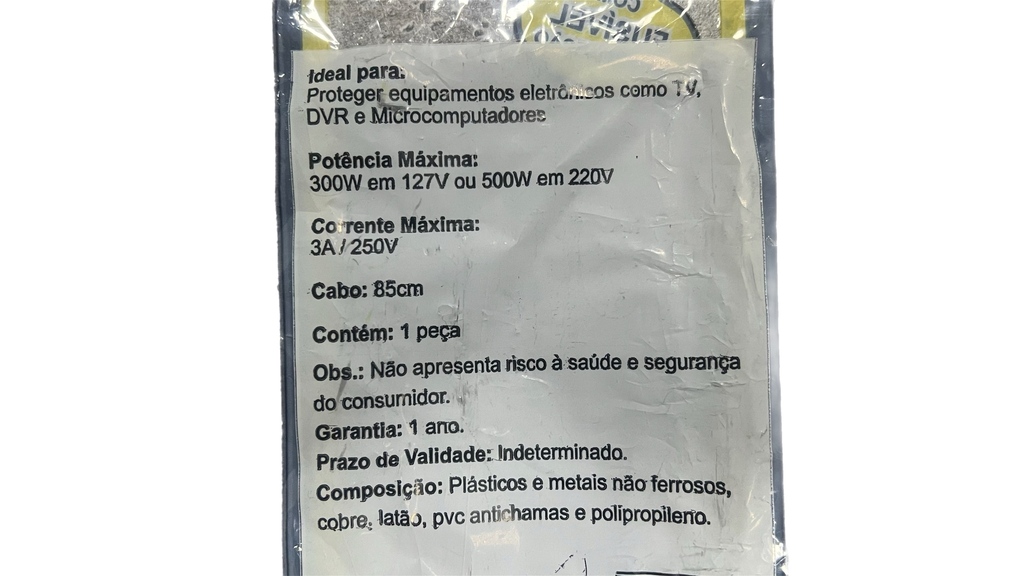 COM
FUSÍVEL
Ideal para:
Proteger equipamentos eletrônicos como TV,
DVR e Microcomputadores
Potência Máxima:
300W em 127V ou 500W em 220V
Corrente Máxima:
3A / 250V
Cabo: 85cm
Contém: 1 peça
Obs.: Não apresenta risco à saúde e segurança
do consumidor.
Garantia: 1 ano.
Prazo de Validade: Indeterminado.
Composição: Plásticos e metais não ferrosos,
cobre, latão, pvc antichamas e polipropileno.